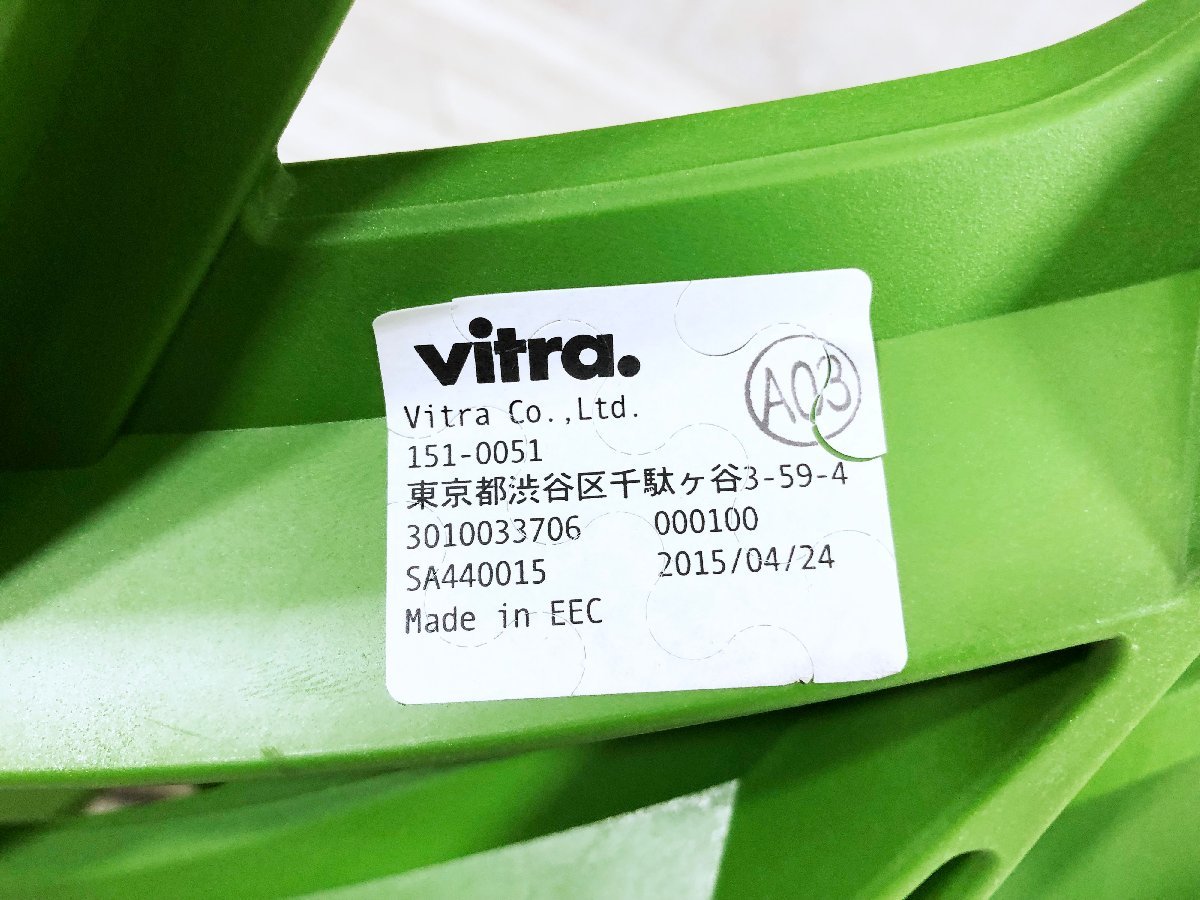 vitra.
A03
Vitra Co.,Ltd.
151-0051
東京都渋谷区千駄ヶ谷3-59-4
3010033706 000100
SA440015 2015/04/24
Made in EEC